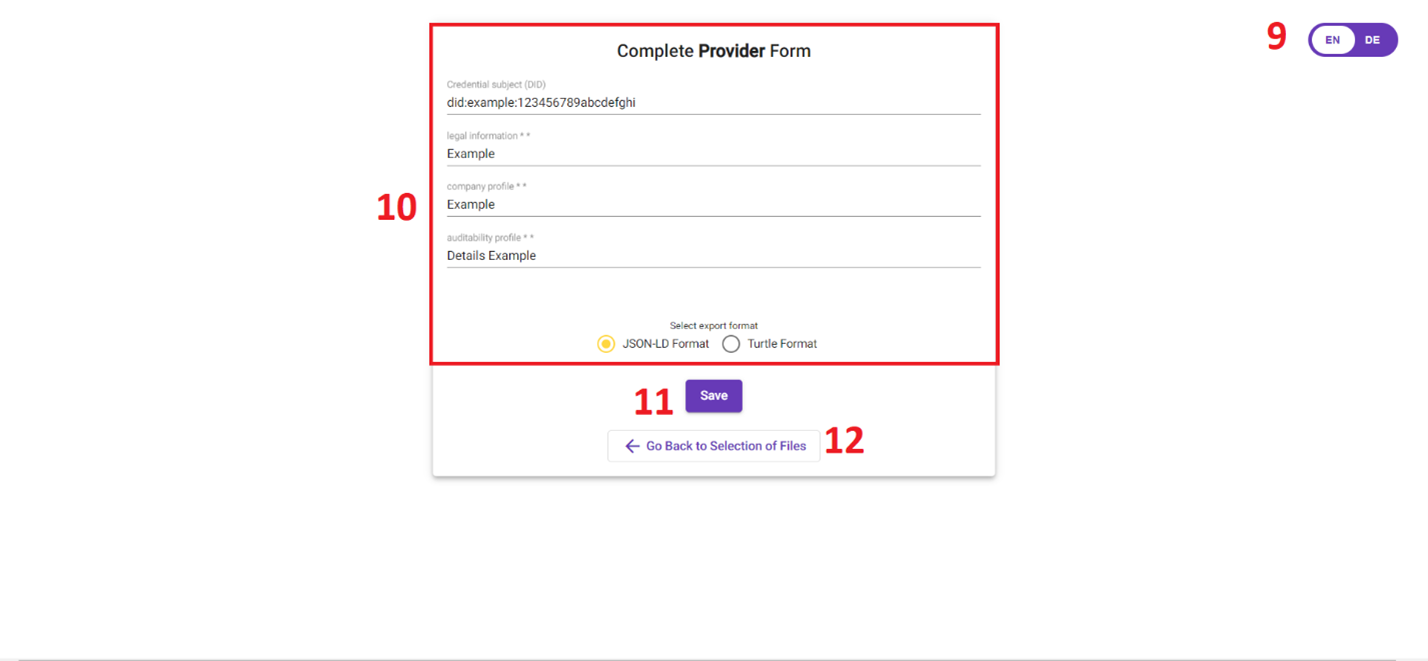 Complete Provider Form
9
EN DE
Credential subject (DID)
did:example:123456789abcdefghi
legal information * *
Example
company profile * *
Example
10
auditability profile * *
Details Example
Select export format
JSON-LD Format Turtle Format
11
Save
Go Back to Selection of Files
12